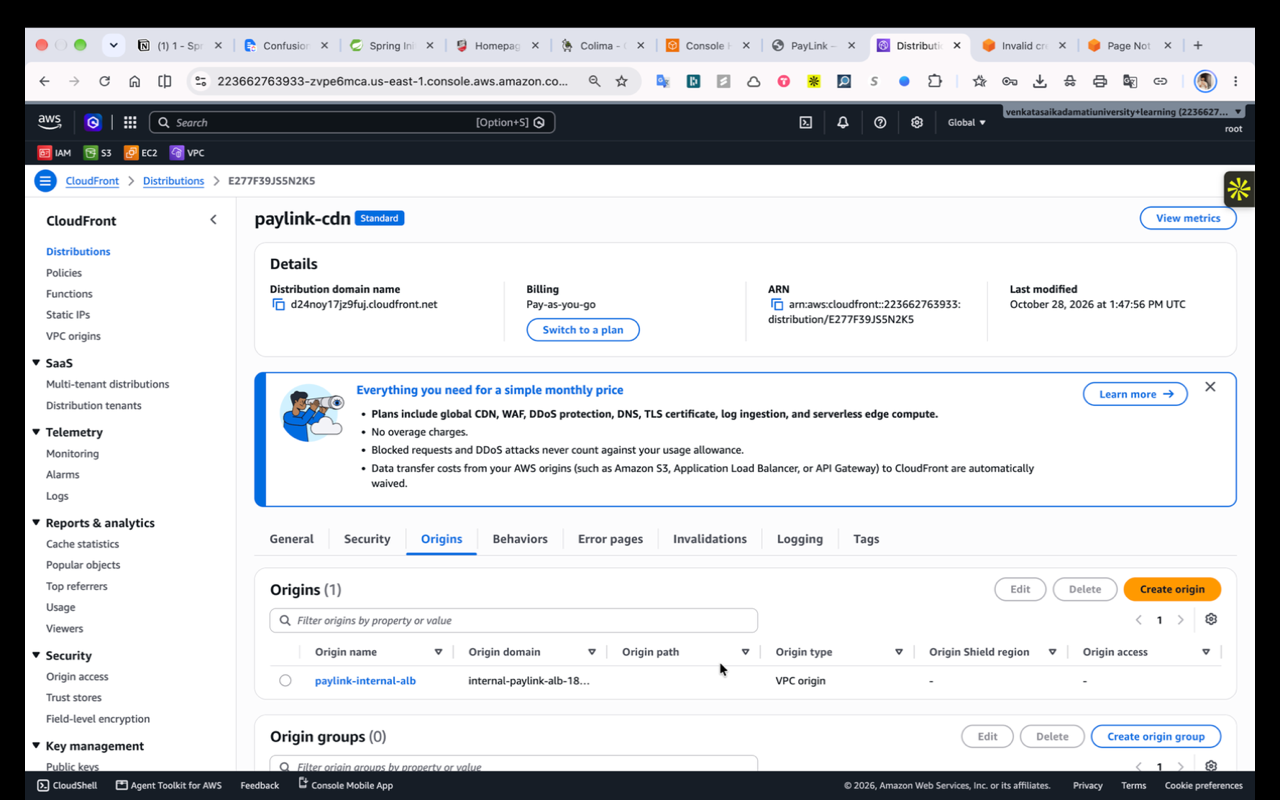 (1) 1 - Spr
Confusion
Spring Ini
Homepag
Colima -
Console H
PayLink –
Distributi
Invalid cr
Page Not
223662763933-zvpe6mca.us-east-1.console.aws.amazon.co...
aws
Search
[Option+S]
Global
venkatasaikadamatiuniversity+learning (2236627...
root
IAM
S3
EC2
VPC
CloudFront
Distributions
E277F39JS5N2K5
CloudFront
Distributions
Policies
Functions
Static IPs
VPC origins
SaaS
Multi-tenant distributions
Distribution tenants
Telemetry
Monitoring
Alarms
Logs
Reports & analytics
Cache statistics
Popular objects
Top referrers
Usage
Viewers
Security
Origin access
Trust stores
Field-level encryption
Key management
Public keys
paylink-cdn
Standard
View metrics
Details
Distribution domain name
d24noy17jz9fuj.cloudfront.net
Billing
Pay-as-you-go
Switch to a plan
ARN
arn:aws:cloudfront::223662763933:
distribution/E277F39JS5N2K5
Last modified
October 28, 2026 at 1:47:56 PM UTC
Everything you need for a simple monthly price
Learn more
• Plans include global CDN, WAF, DDoS protection, DNS, TLS certificate, log ingestion, and serverless edge compute.
• No overage charges.
• Blocked requests and DDoS attacks never count against your usage allowance.
• Data transfer costs from your AWS origins (such as Amazon S3, Application Load Balancer, or API Gateway) to CloudFront are automatically
waived.
General
Security
Origins
Behaviors
Error pages
Invalidations
Logging
Tags
Origins (1)
Edit
Delete
Create origin
Filter origins by property or value
1
Origin name
Origin domain
Origin path
Origin type
Origin Shield region
Origin access
paylink-internal-alb
internal-paylink-alb-18...
VPC origin
-
-
Origin groups (0)
Edit
Delete
Create origin group
Filter origin groups by property or value
1
CloudShell
Agent Toolkit for AWS
Feedback
Console Mobile App
© 2026, Amazon Web Services, Inc. or its affiliates.
Privacy
Terms
Cookie preferences